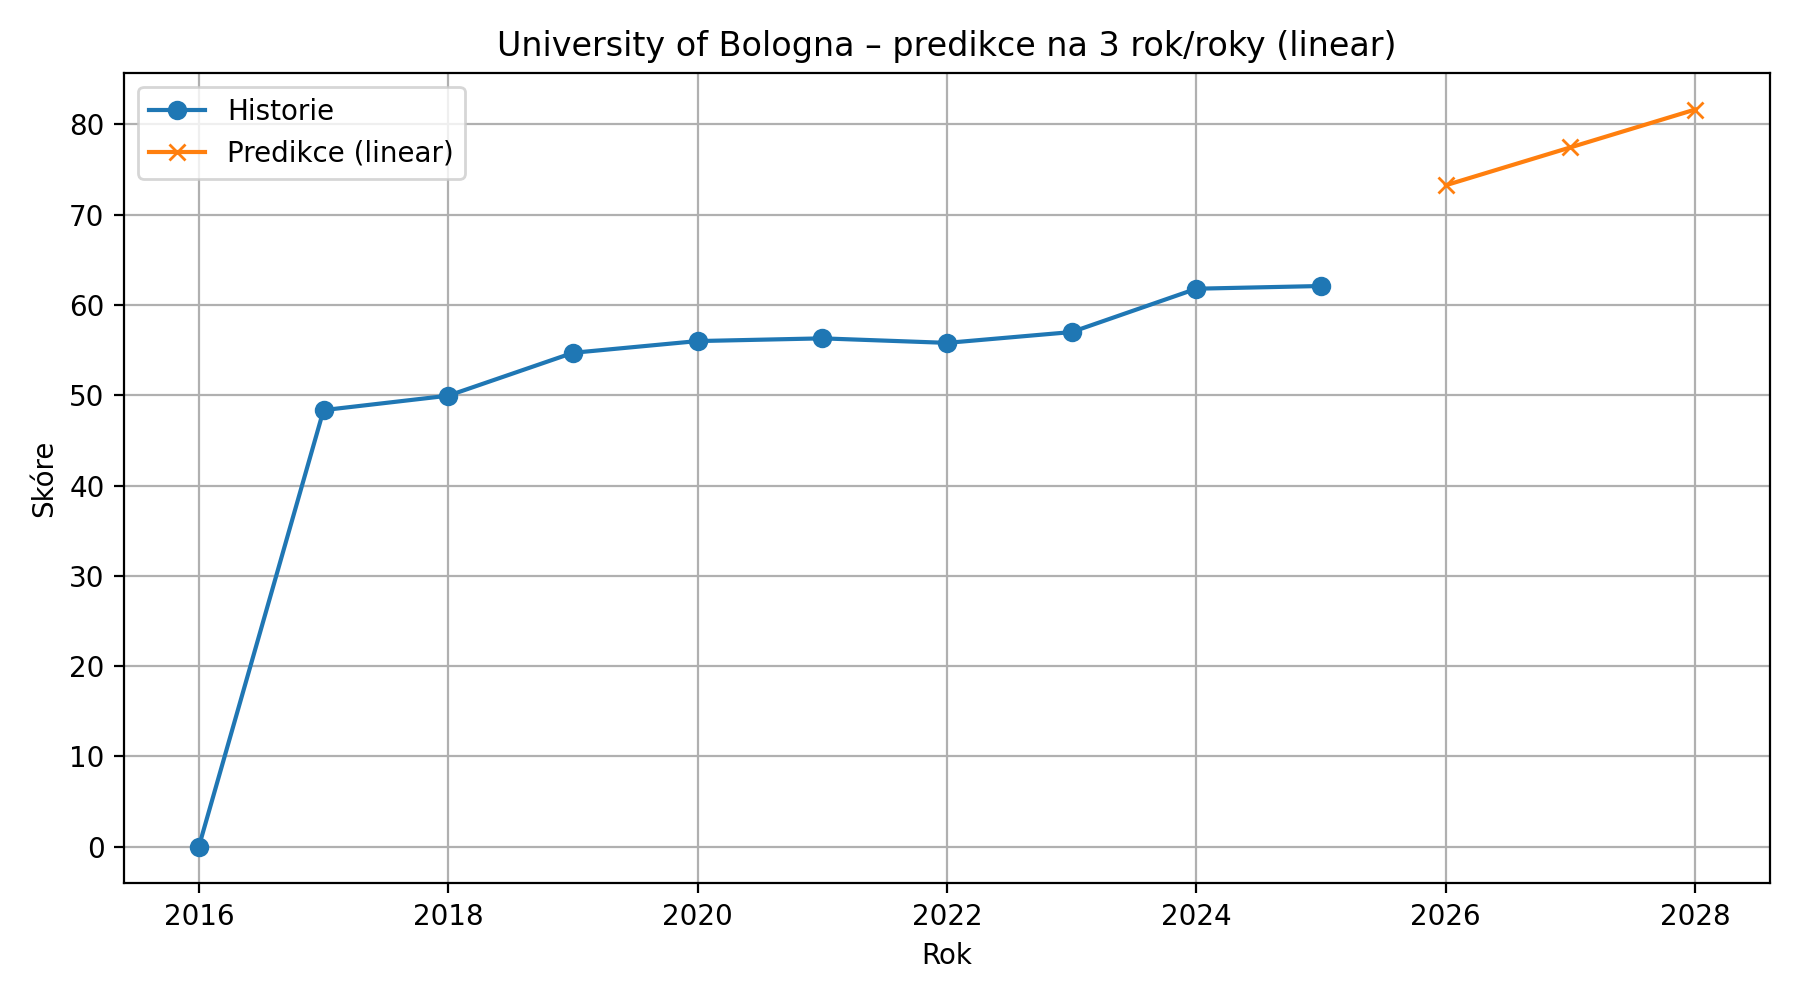 University of Bologna – predikce na 3 rok/roky (linear)
Historie
Predikce (linear)
Skóre
80
70
60
50
40
30
20
10
0
2016 2018 2020 2022 2024 2026 2028
Rok